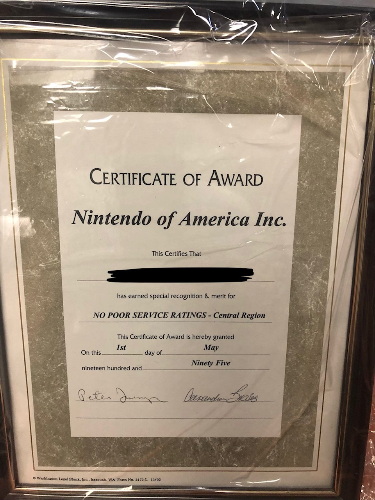 CERTIFICATE OF AWARD
Nintendo of America Inc.
This Certifies That
has earned special recognition & merit for
NO POOR SERVICE RATINGS - Central Region
This Certificate of Award is hereby granted
On this 1st day of May
nineteen hundred and Ninety Five
Peter